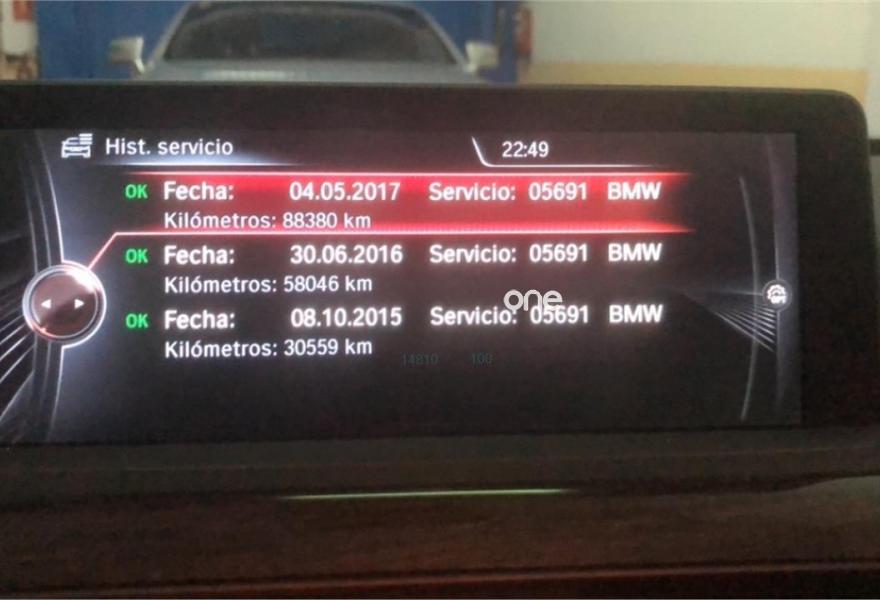 Hist. servicio 22:49
OK Fecha: 04.05.2017 Servicio: 05691 BMW
Kilómetros: 88380 km
OK Fecha: 30.06.2016 Servicio: 05691 BMW
Kilómetros: 58046 km
one
OK Fecha: 08.10.2015 Servicio: 05691 BMW
Kilómetros: 30559 km
14810 100